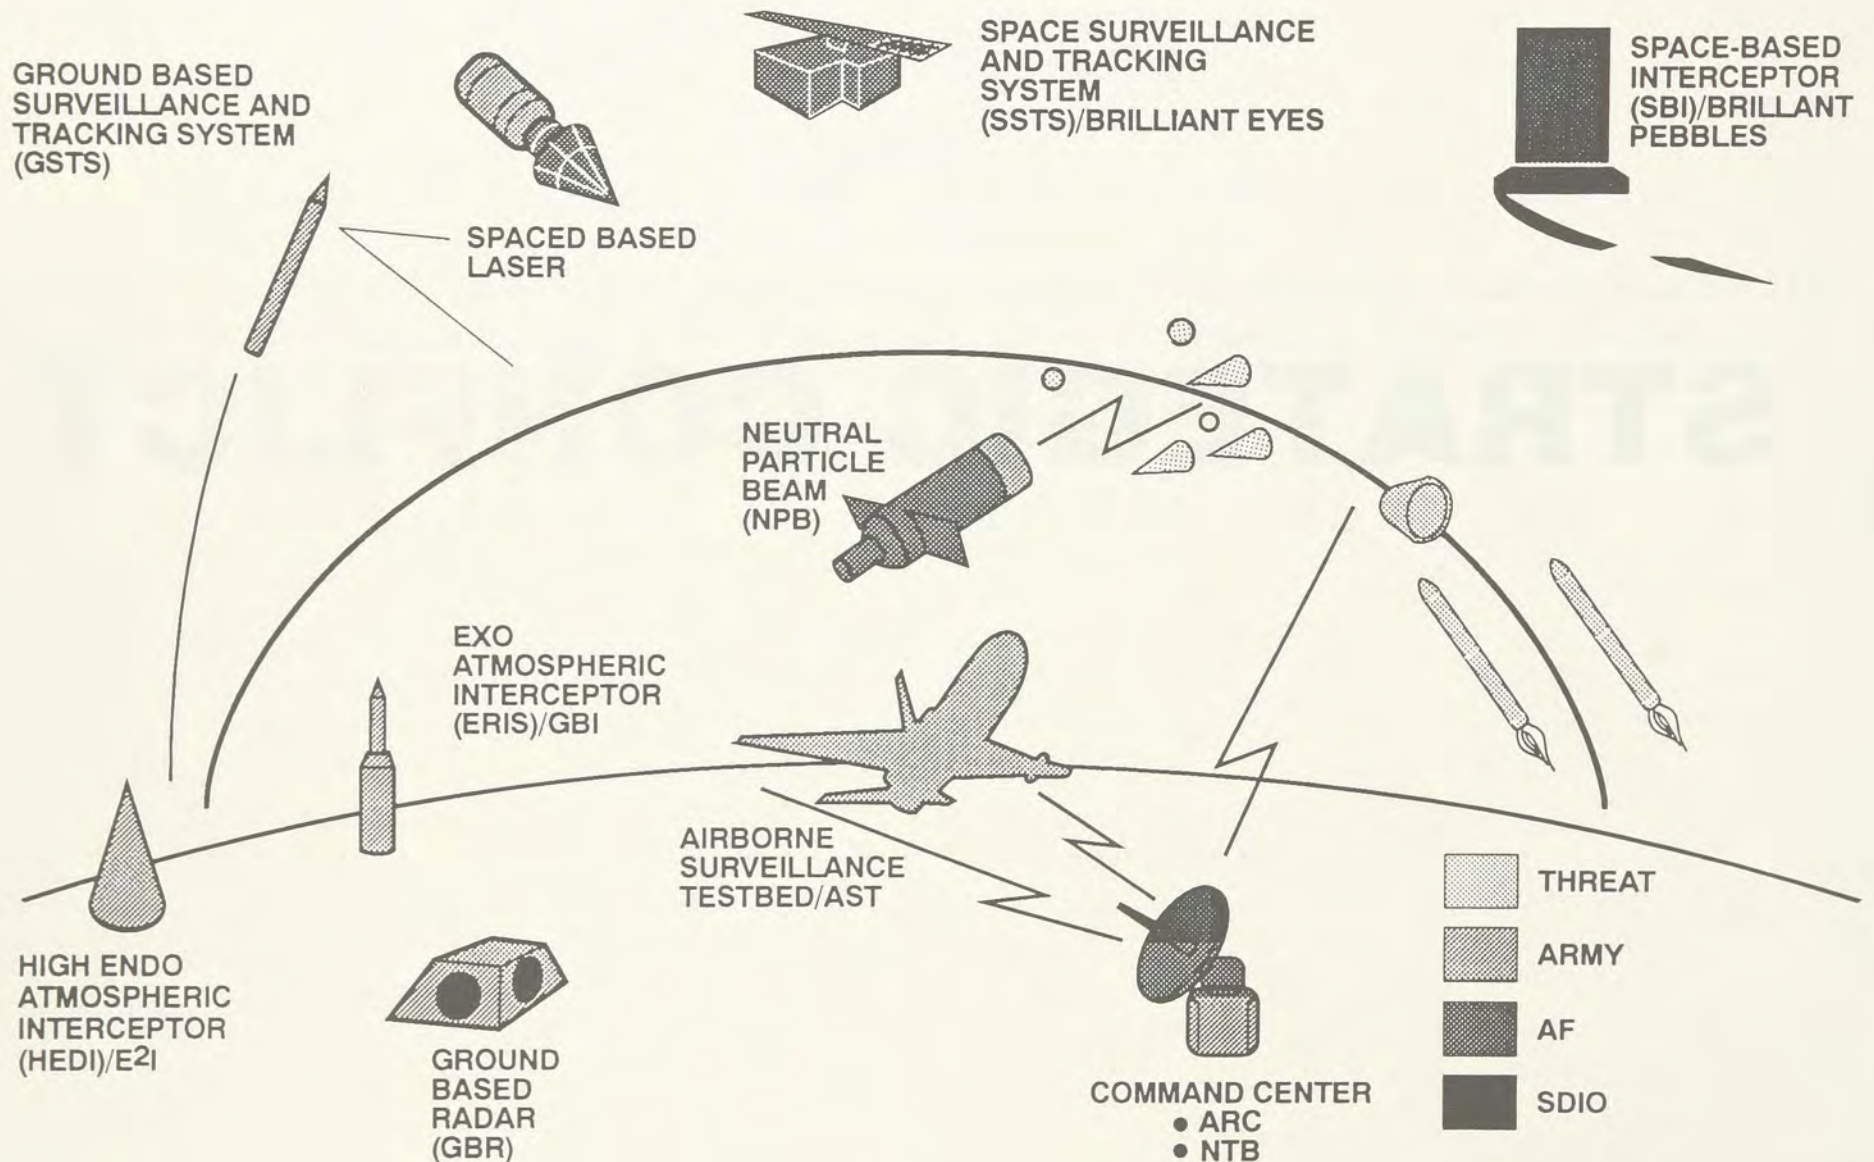 GROUND BASED
SURVEILLANCE AND
TRACKING SYSTEM
(GSTS)
SPACED BASED
LASER
SPACE SURVEILLANCE
AND TRACKING
SYSTEM
(SSTS)/BRILLIANT EYES
SPACE-BASED
INTERCEPTOR
(SBI)/BRILLANT
PEBBLES
NEUTRAL
PARTICLE
BEAM
(NPB)
EXO
ATMOSPHERIC
INTERCEPTOR
(ERIS)/GBI
AIRBORNE
SURVEILLANCE
TESTBED/AST
HIGH ENDO
ATMOSPHERIC
INTERCEPTOR
(HEDI)/E²I
GROUND
BASED
RADAR
(GBR)
COMMAND CENTER
• ARC
• NTB
THREAT
ARMY
AF
SDIO